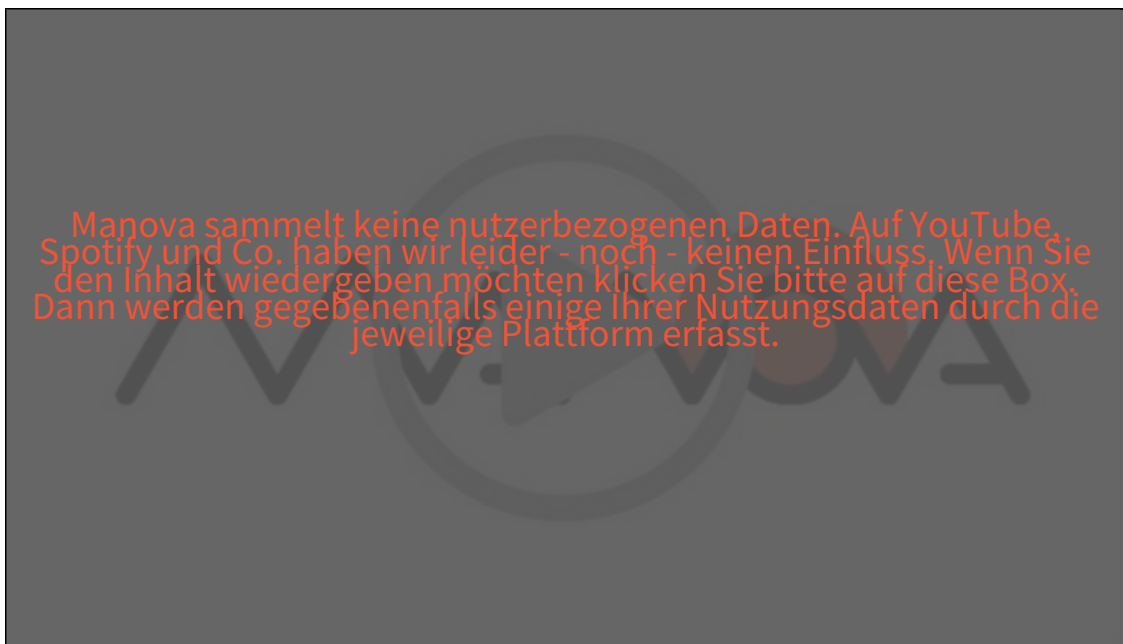 Manova sammelt keine nutzerbezogenen Daten. Auf YouTube,
Spotify und Co. haben wir leider - noch - keinen Einfluss. Wenn Sie
den Inhalt wiedergeben möchten klicken Sie bitte auf diese Box.
Dann werden gegebenenfalls einige Ihrer Nutzungsdaten durch die
jeweilige Plattform erfasst.
MANOVA